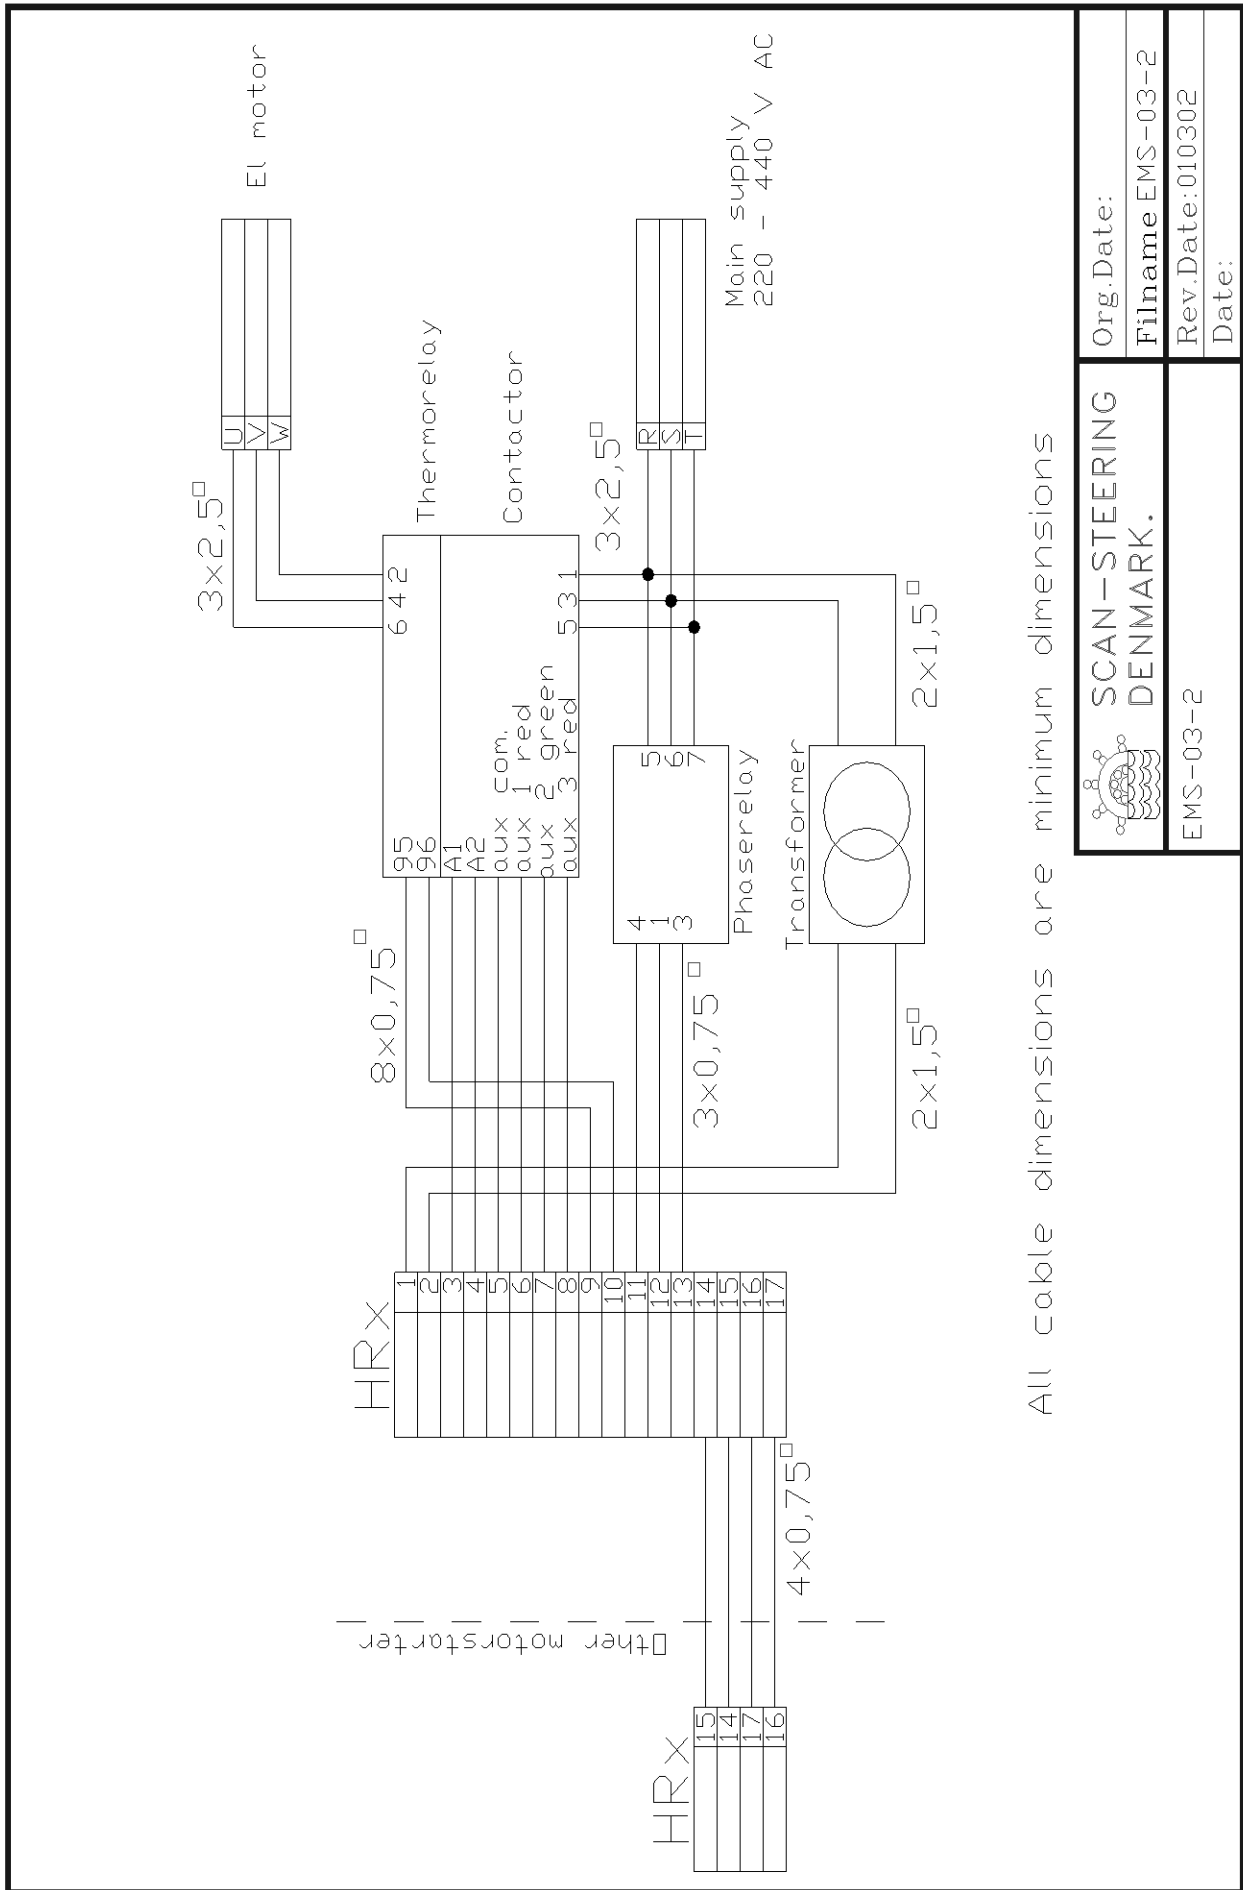 El motor
U
V
W
3x2,5□
Thermorelay
Contactor
6 4 2
5 3 1
95
96
A1
A2
aux com.
aux 1 red
aux 2 green
aux 3 red
8x0,75□
3x2,5□
R
S
T
Main supply
220 - 440 V AC
5
6
7
4
1
3
Phaserelay
3x0,75□
Transformer
2x1,5□
2x1,5□
HRx
1
2
3
4
5
6
7
8
9
10
11
12
13
14
15
16
17
4x0,75□
Other motorstarter
HRx
15
14
17
16
All cable dimensions are minimum dimensions
SCAN-STEERING
DENMARK.
EMS-03-2
Org.Date:
Filname EMS-03-2
Rev.Date:010302
Date: